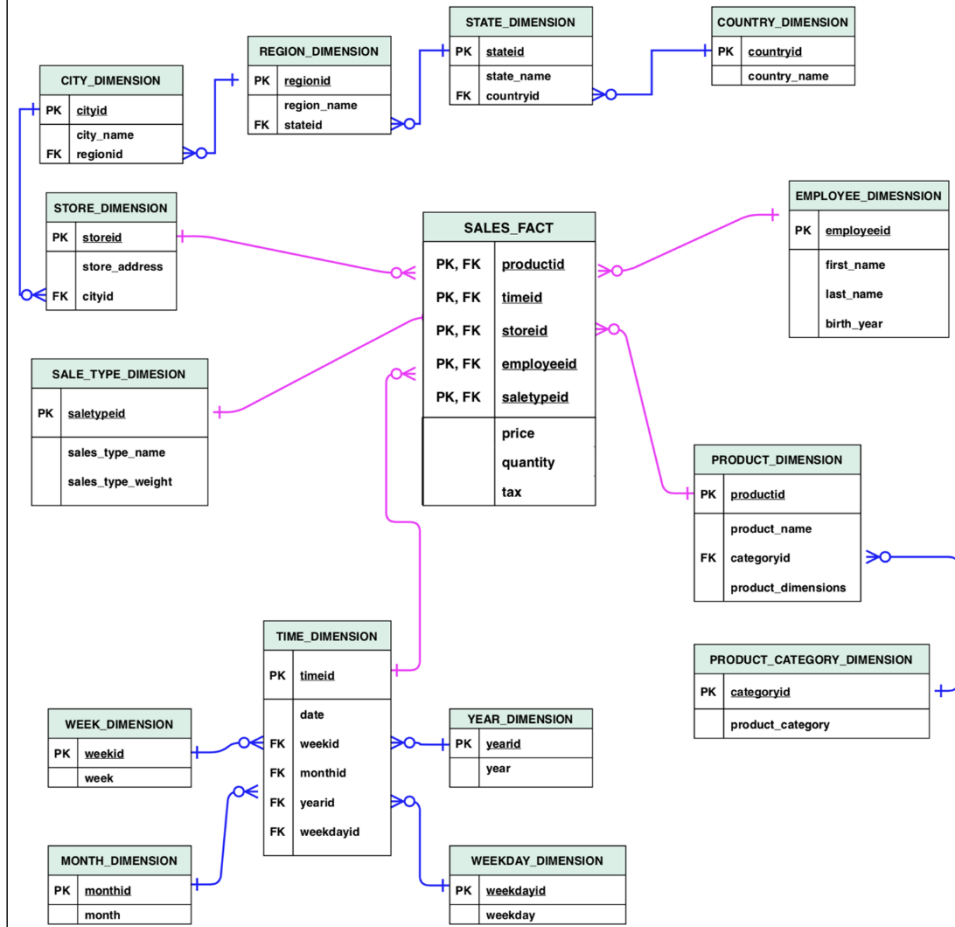 STATE_DIMENSION
PK stateid
state_name
FK countryid
COUNTRY_DIMENSION
PK countryid
country_name
REGION_DIMENSION
PK regionid
region_name
FK stateid
CITY_DIMENSION
PK cityid
city_name
FK regionid
STORE_DIMENSION
PK storeid
store_address
FK cityid
SALES_FACT
PK, FK productid
PK, FK timeid
PK, FK storeid
PK, FK employeeid
PK, FK saletypeid
price
quantity
tax
EMPLOYEE_DIMESNSION
PK employeeid
first_name
last_name
birth_year
SALE_TYPE_DIMESION
PK saletypeid
sales_type_name
sales_type_weight
PRODUCT_DIMENSION
PK productid
product_name
FK categoryid
product_dimensions
TIME_DIMENSION
PK timeid
date
FK weekid
FK monthid
FK yearid
FK weekdayid
PRODUCT_CATEGORY_DIMENSION
PK categoryid
product_category
WEEK_DIMENSION
PK weekid
week
YEAR_DIMENSION
PK yearid
year
MONTH_DIMENSION
PK monthid
month
WEEKDAY_DIMENSION
PK weekdayid
weekday